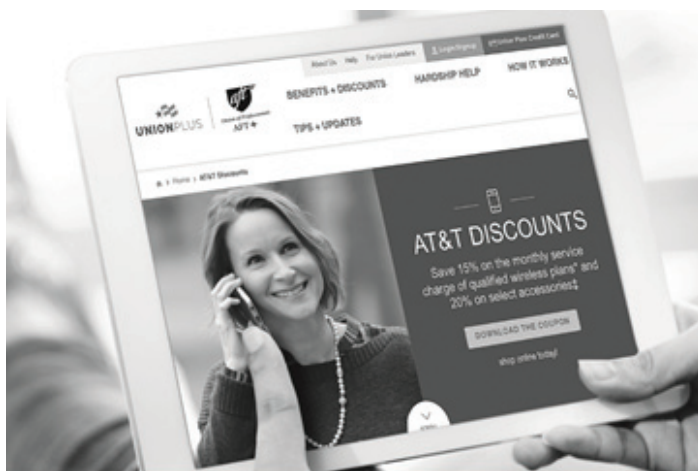 About Us Help For Union Leaders Login/Signup Union Plus Credit Card
UNIONPLUS
AFT+
BENEFITS + DISCOUNTS HARDSHIP HELP HOW IT WORKS
TIPS + UPDATES
Home AT&T Discounts
AT&T DISCOUNTS
Save 15% on the monthly service
charge of qualified wireless plans* and
20% on select accessories‡
DOWNLOAD THE COUPON
shop online today!